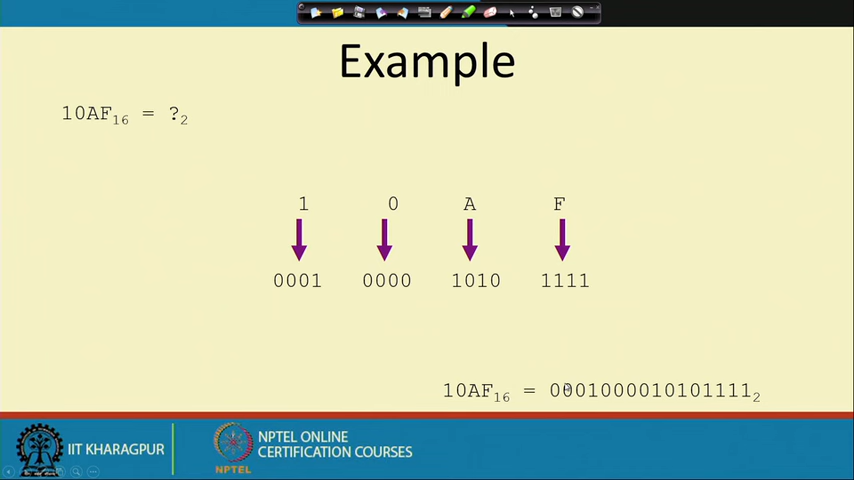 Example
10AF₁₆ = ?₂
1 0 A F
0001 0000 1010 1111
10AF₁₆ = 0001000010101111₂
IIT KHARAGPUR
NPTEL
NPTEL ONLINE
CERTIFICATION COURSES